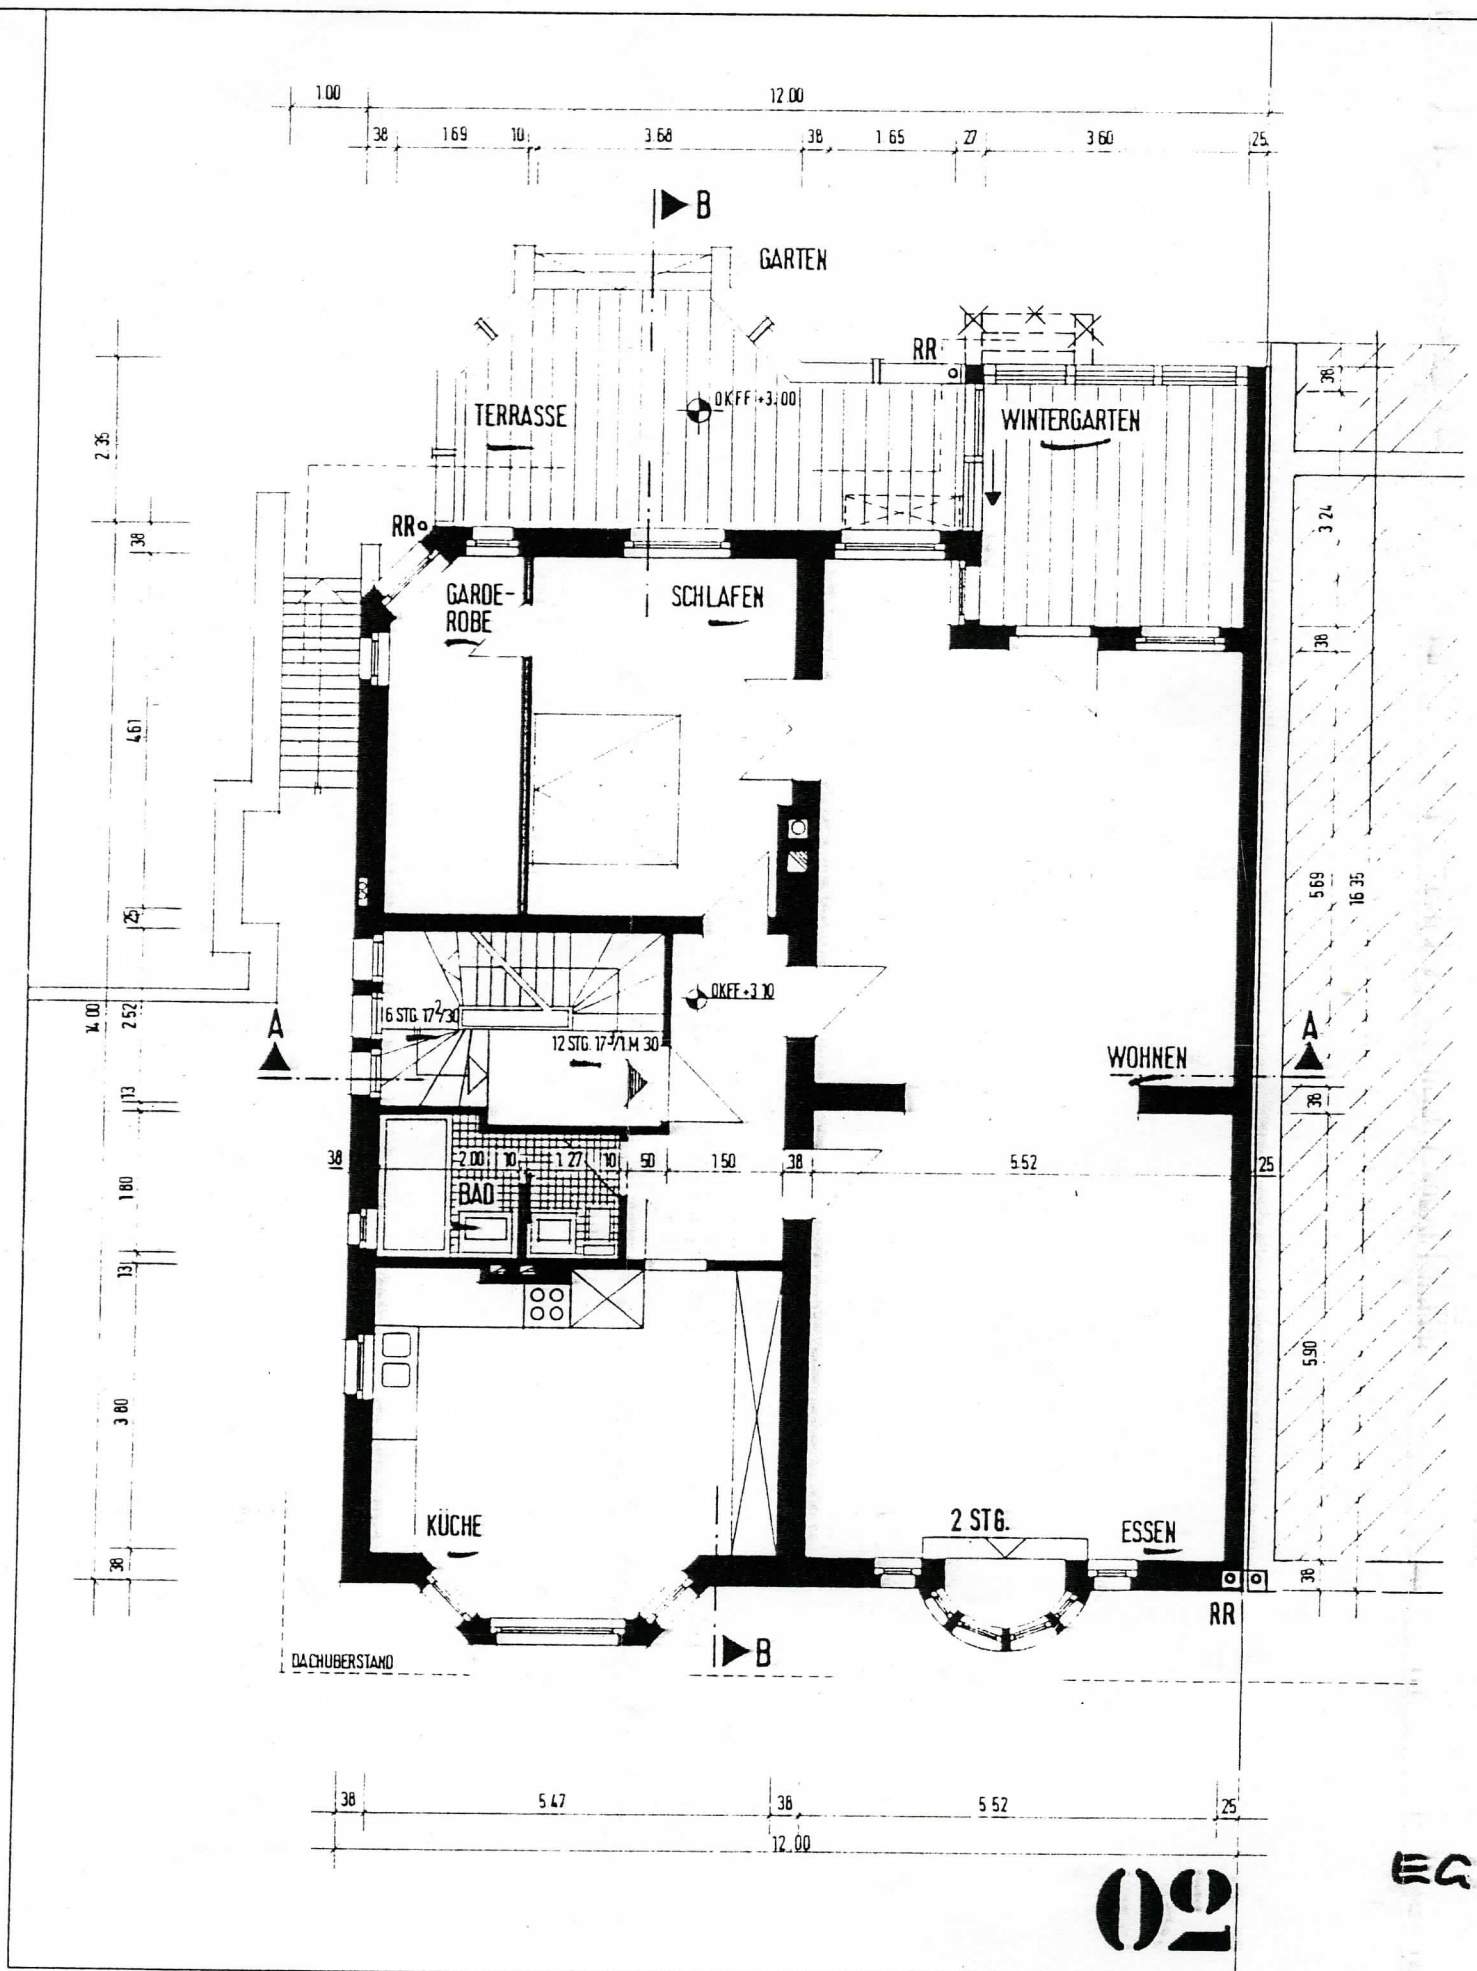 1.00
12.00
38 1 69 10 3.68 38 1 65 27 3 60 25
B
GARTEN
RR
38
OKFF +3.00
TERRASSE
WINTERGARTEN
2.35
RR
38
3 24
GARDE-
ROBE
SCHLAFEN
38
4.61
5 69
16 35
25
OKFF +3 10
16 STG. 17²/30
14.00
2 52
A
12 STG. 17³/1.M 30
WOHNEN
A
13
38
38 2.00 10 1.27 10 50 1 50 38 5.52 25
BAD
1 80
13
5.90
3 80
KÜCHE
2 STG.
ESSEN
38
38
RR
B
DACHÜBERSTAND
38 5.47 38 5 52 25
12.00
EG
02